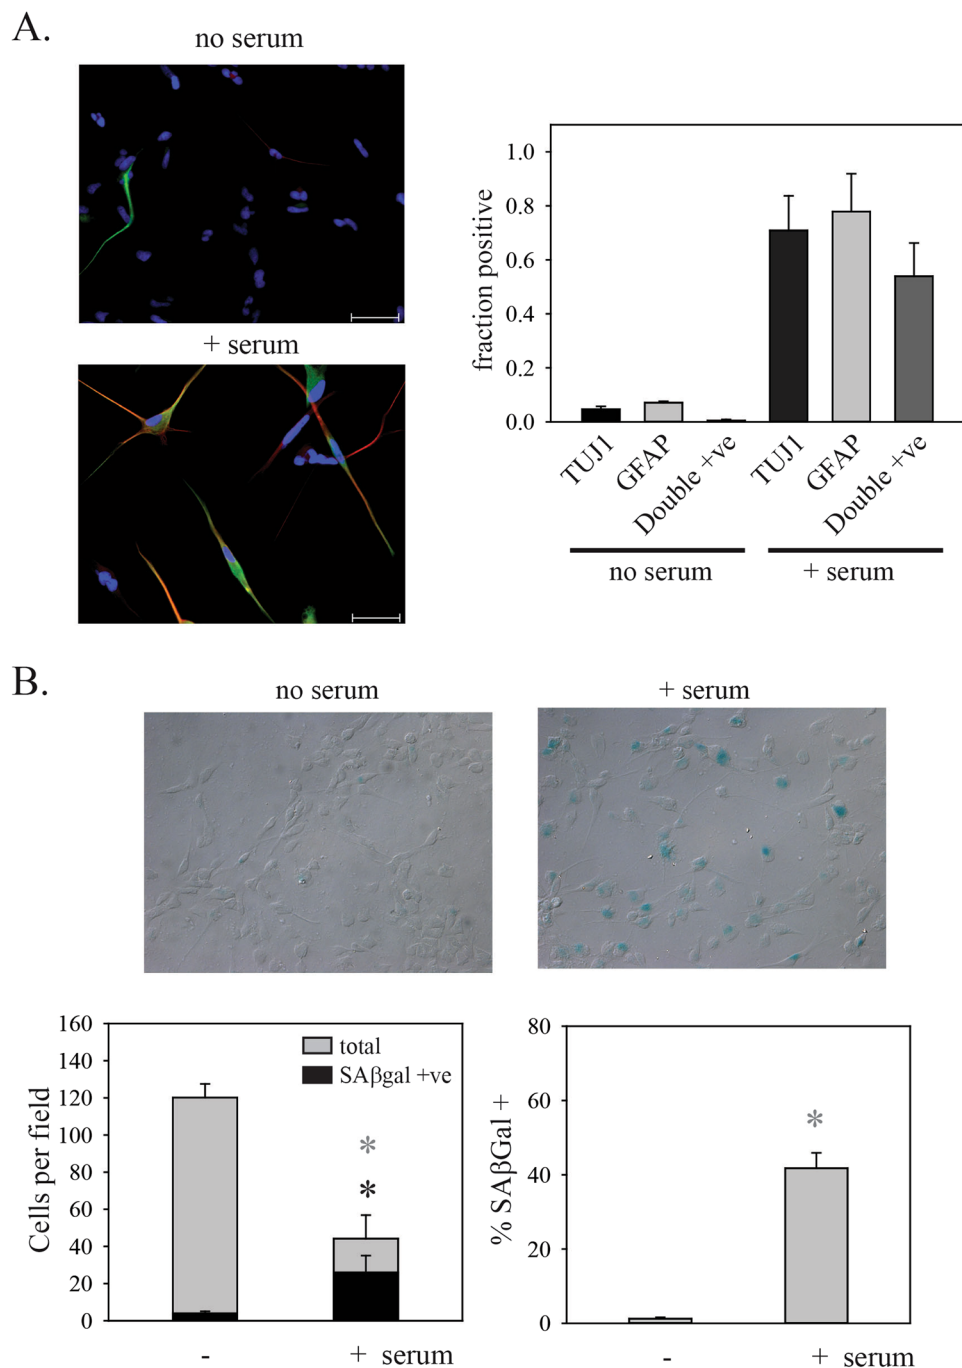 A.
no serum
+ serum
fraction positive
1.0
0.8
0.6
0.4
0.2
0.0
TUJ1
GFAP
Double +ve
TUJ1
GFAP
Double +ve
no serum
+ serum
B.
no serum
+ serum
Cells per field
160
140
120
100
80
60
40
20
0
total
SAβgal +ve
*
*
- + serum
% SAβGal +
80
60
40
20
0
*
- + serum